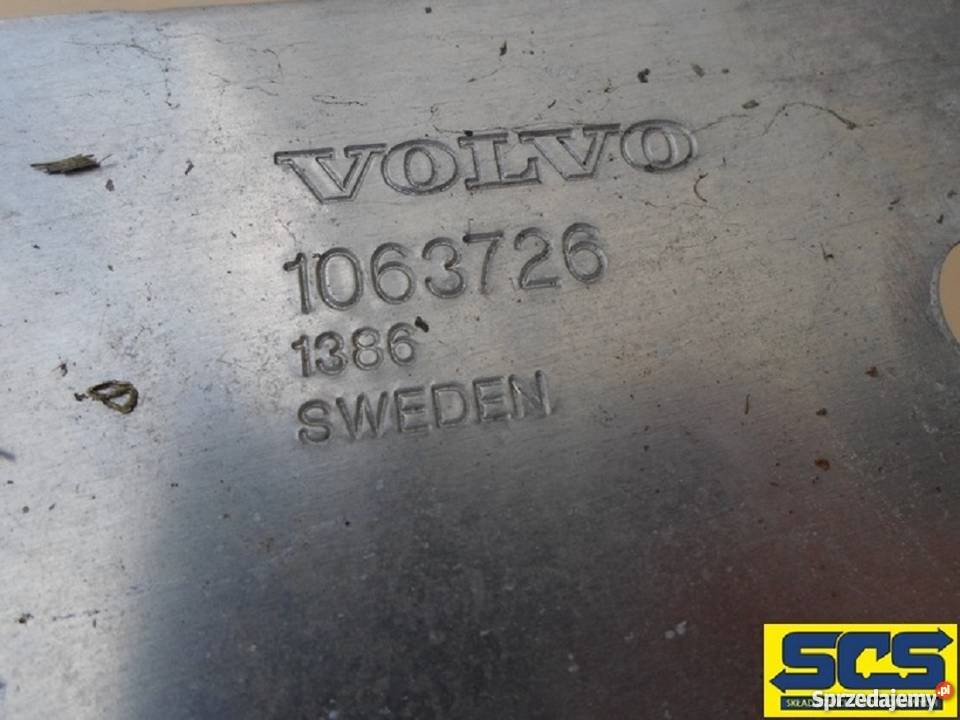 VOLVO
1063726
1386
SWEDEN
SCS
Sprzedajemy.pl